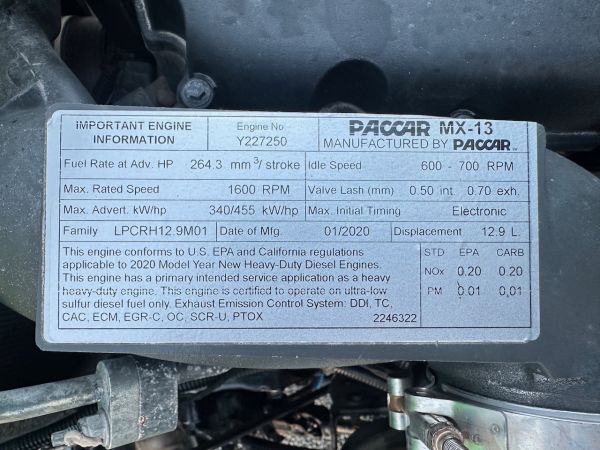 IMPORTANT ENGINE INFORMATION
Engine No
Y227250
PACCAR MX-13
MANUFACTURED BY PACCAR™
Fuel Rate at Adv. HP 264.3 mm³/ stroke Idle Speed 600 - 700 RPM
Max. Rated Speed 1600 RPM Valve Lash (mm) 0.50 int. 0.70 exh.
Max. Advert. kW/hp 340/455 kW/hp Max. Initial Timing Electronic
Family LPCRH12.9M01 Date of Mfg. 01/2020 Displacement 12.9 L
This engine conforms to U.S. EPA and California regulations
applicable to 2020 Model Year New Heavy-Duty Diesel Engines.
This engine has a primary intended service application as a heavy
heavy-duty engine. This engine is certified to operate on ultra-low
sulfur diesel fuel only. Exhaust Emission Control System: DDI, TC,
CAC, ECM, EGR-C, OC, SCR-U, PTOX 2246322
STD EPA CARB
NOx 0.20 0.20
PM 0.01 0.01